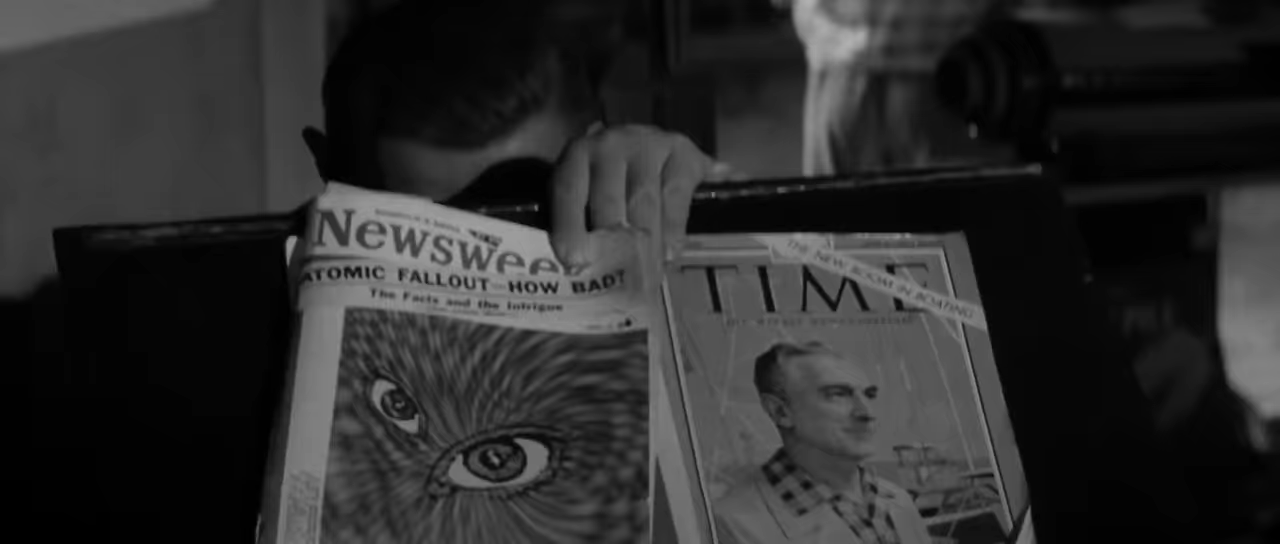 Newsweek
ATOMIC FALLOUT—HOW BAD?
The Facts and the Intrigue
TIME
THE NEW BOOM IN BOATING